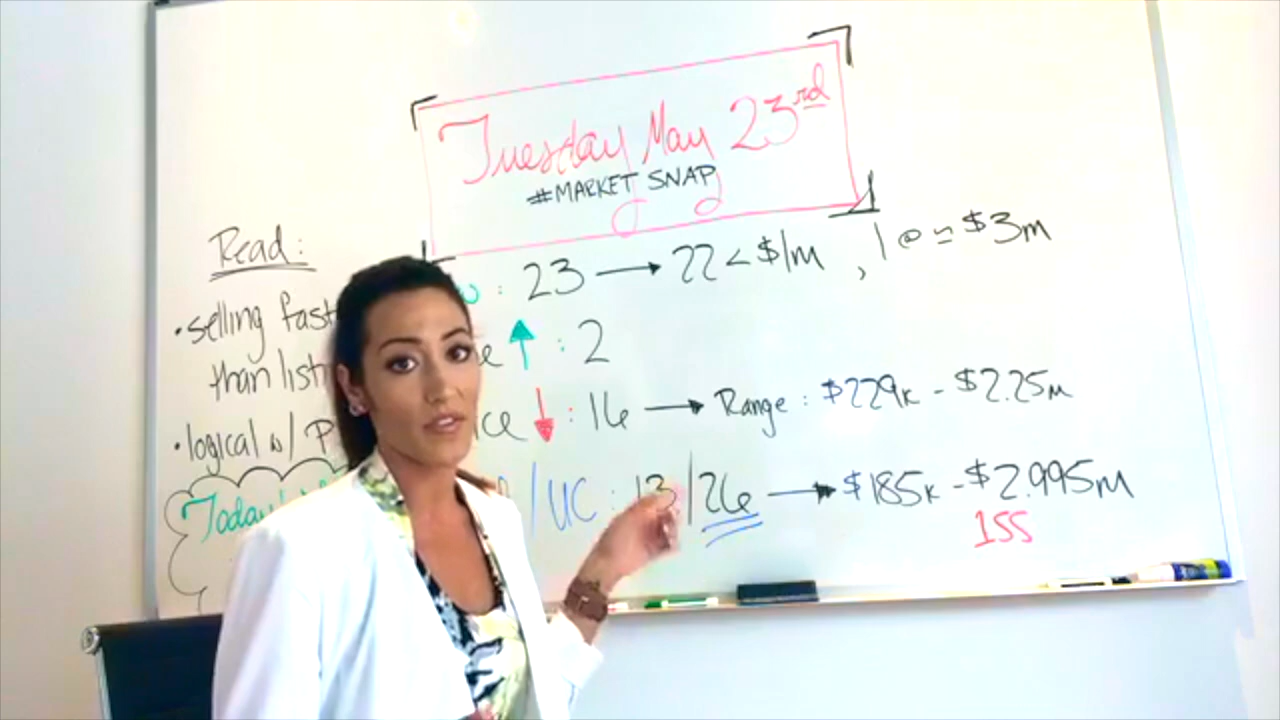 Tuesday May 23rd
#MARKET SNAP
Read:
• selling fast
than
• logical w/
: 23 → 22 < $1m, 1 @ ≈ $3m
↑ : 2
↓ : 16 → Range : $229k - $2.25m
/ UC : 13/26 → $185k - $2.995m
155
Today